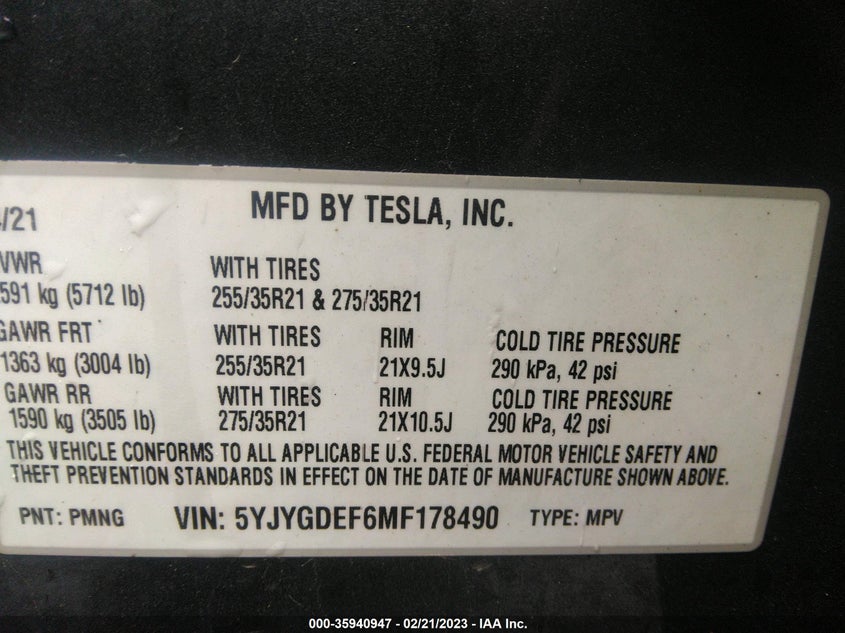 /21 MFD BY TESLA, INC.
VWR WITH TIRES
591 kg (5712 lb) 255/35R21 & 275/35R21
GAWR FRT WITH TIRES RIM COLD TIRE PRESSURE
1363 kg (3004 lb) 255/35R21 21X9.5J 290 kPa, 42 psi
GAWR RR WITH TIRES RIM COLD TIRE PRESSURE
1590 kg (3505 lb) 275/35R21 21X10.5J 290 kPa, 42 psi
THIS VEHICLE CONFORMS TO ALL APPLICABLE U.S. FEDERAL MOTOR VEHICLE SAFETY AND
THEFT PREVENTION STANDARDS IN EFFECT ON THE DATE OF MANUFACTURE SHOWN ABOVE.
PNT: PMNG VIN: 5YJYGDEF6MF178490 TYPE: MPV
000-35940947 - 02/21/2023 - IAA Inc.